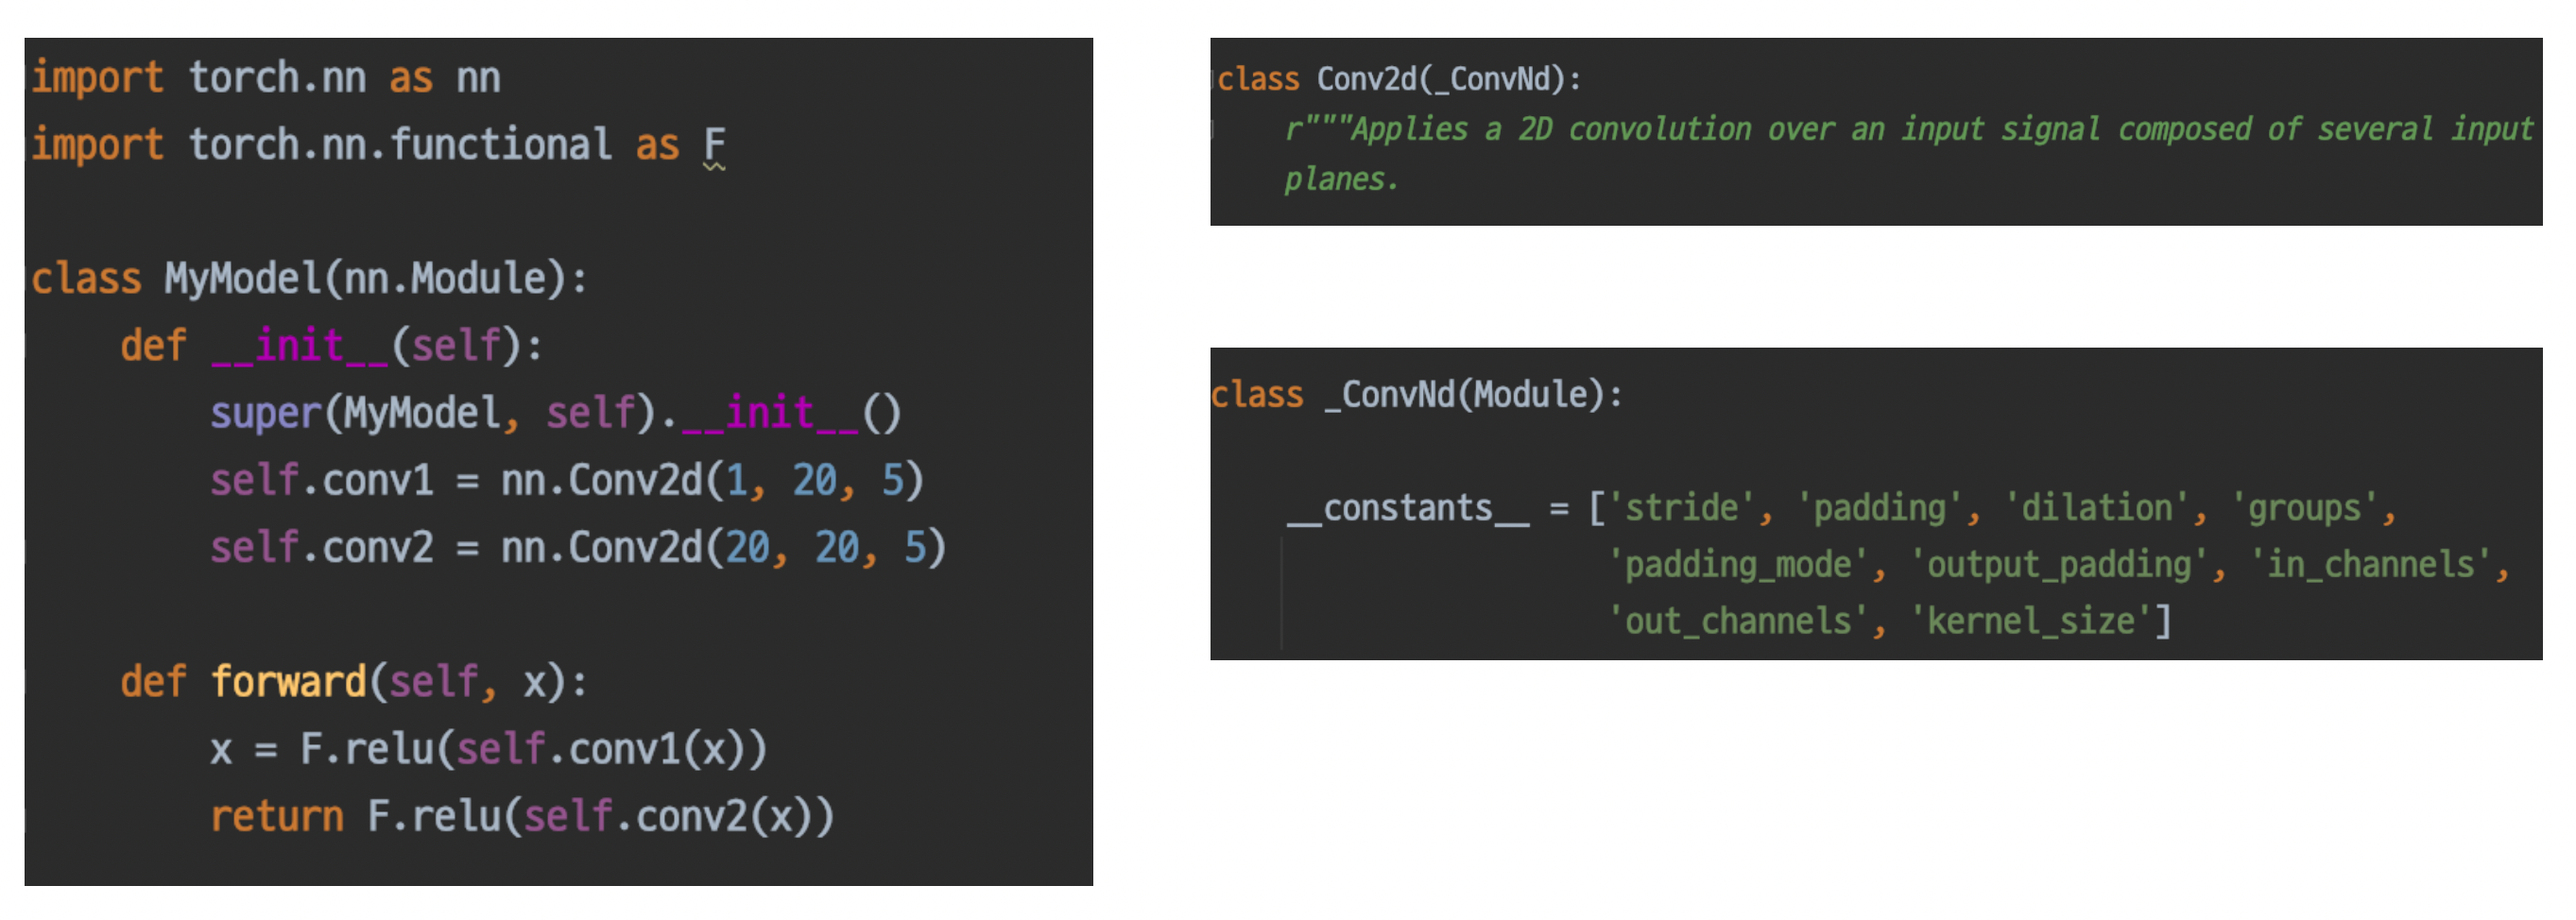 import torch.nn as nn
import torch.nn.functional as F
class MyModel(nn.Module):
    def __init__(self):
        super(MyModel, self).__init__()
        self.conv1 = nn.Conv2d(1, 20, 5)
        self.conv2 = nn.Conv2d(20, 20, 5)
    def forward(self, x):
        x = F.relu(self.conv1(x))
        return F.relu(self.conv2(x))
class Conv2d(_ConvNd):
    r"""Applies a 2D convolution over an input signal composed of several input
    planes.
class _ConvNd(Module):
    __constants__ = ['stride', 'padding', 'dilation', 'groups',
                     'padding_mode', 'output_padding', 'in_channels',
                     'out_channels', 'kernel_size']